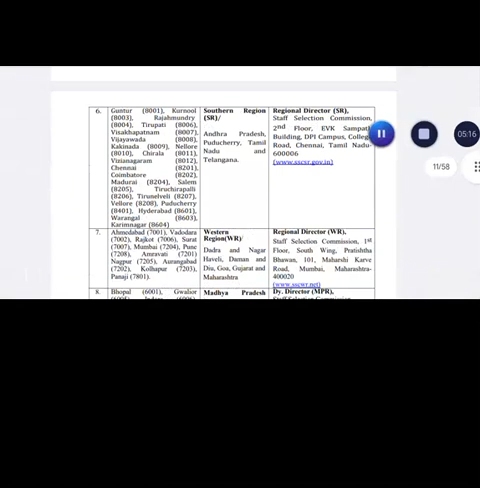 6.
Guntur (8001), Kurnool
(8003), Rajahmundry
(8004), Tirupati (8006),
Visakhapatnam (8007),
Vijayawada (8008),
Kakinada (8009), Nellore
(8010), Chirala (8011),
Vizianagaram (8012),
Chennai (8201),
Coimbatore (8202),
Madurai (8204), Salem
(8205), Tiruchirapalli
(8206), Tirunelveli (8207),
Vellore (8208), Puducherry
(8401), Hyderabad (8601),
Warangal (8603),
Karimnagar (8604)
Southern Region
(SR)/
Andhra Pradesh,
Puducherry, Tamil
Nadu and
Telangana.
Regional Director (SR),
Staff Selection Commission,
2nd Floor, EVK Sampath
Building, DPI Campus, College
Road, Chennai, Tamil Nadu-
600006
(www.sscsr.gov.in)
7.
Ahmedabad (7001), Vadodara
(7002), Rajkot (7006), Surat
(7007), Mumbai (7204), Pune
(7208), Amravati (7201)
Nagpur (7205), Aurangabad
(7202), Kolhapur (7203),
Panaji (7801).
Western
Region(WR)/
Dadra and Nagar
Haveli, Daman and
Diu, Goa, Gujarat and
Maharashtra
Regional Director (WR),
Staff Selection Commission, 1st
Floor, South Wing, Pratishtha
Bhawan, 101, Maharshi Karve
Road, Mumbai, Maharashtra-
400020
(www.sscwr.net)
8.
Bhopal (6001), Gwalior
Madhya Pradesh
Dy. Director (MPR),
05:16
11/58